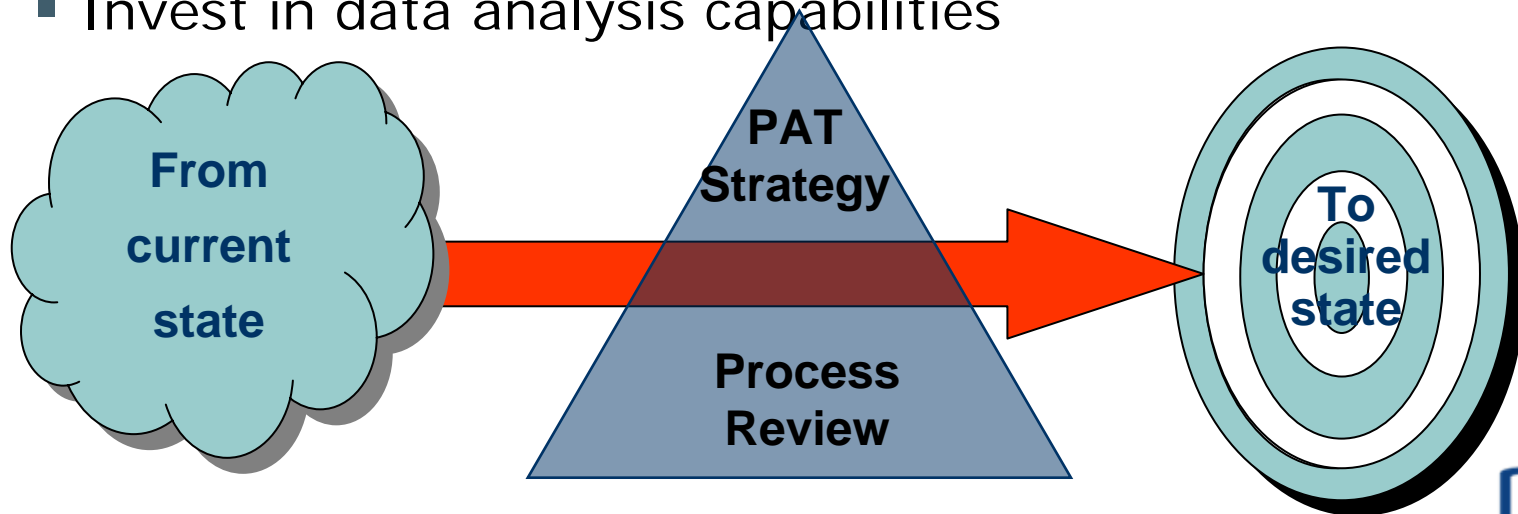 Invest in data analysis capabilities
From
current
state
PAT
Strategy
Process
Review
To
desired
state